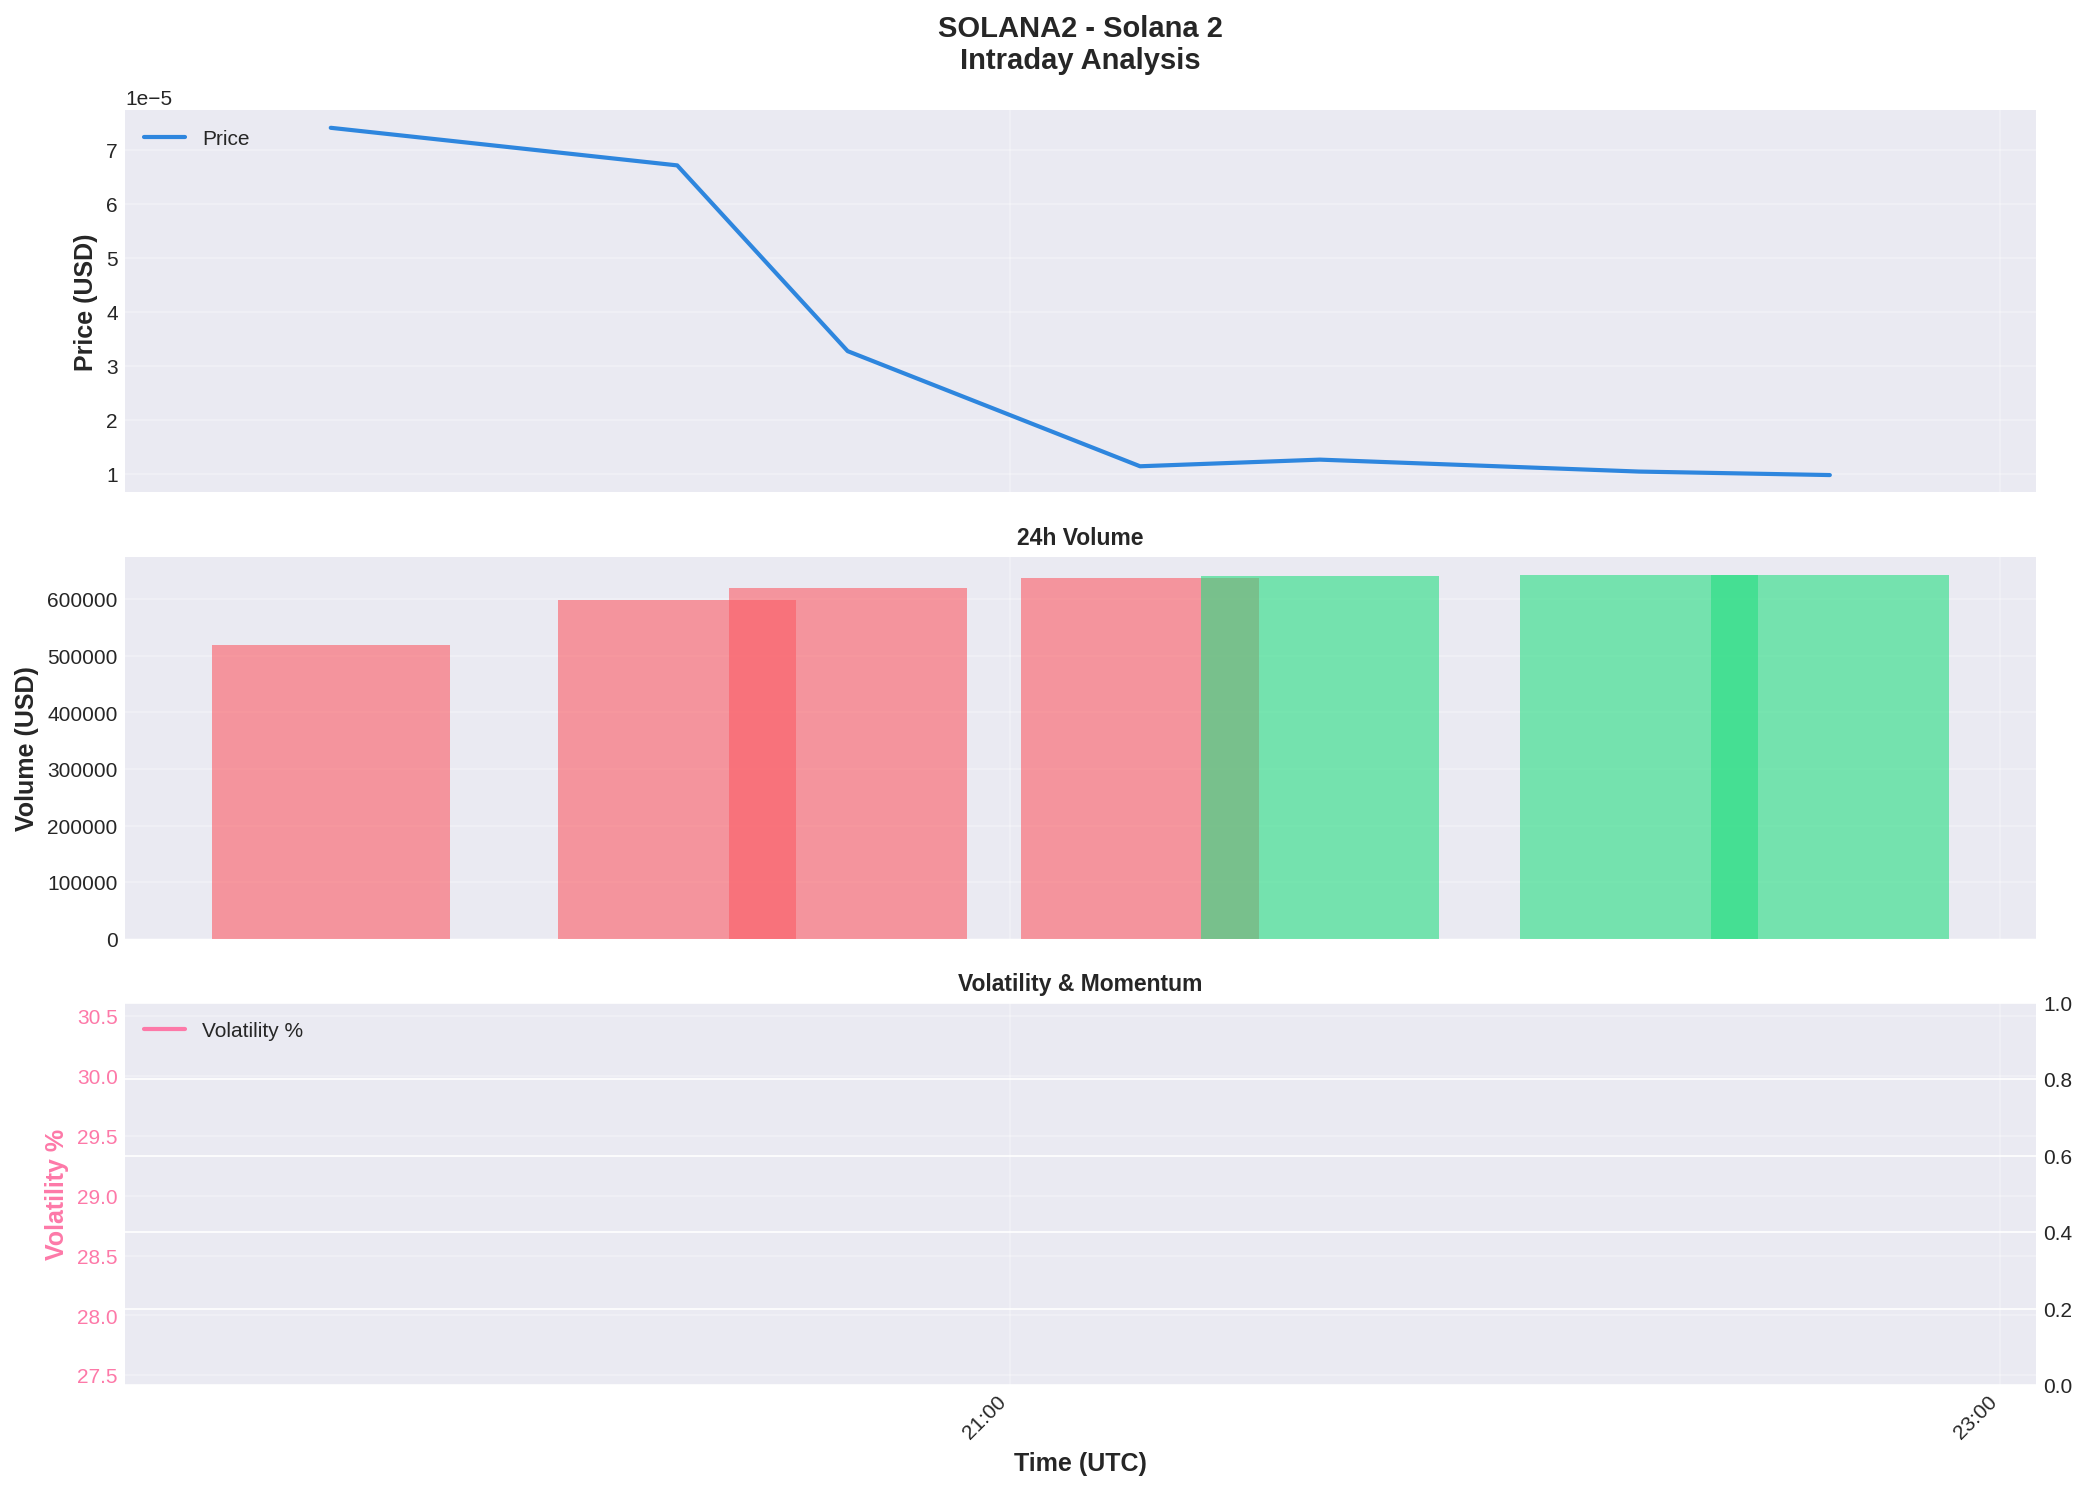 SOLANA2 - Solana 2
Intraday Analysis
1e−5
Price
7
6
5
4
3
2
1
Price (USD)
24h Volume
600000
500000
400000
300000
200000
100000
0
Volume (USD)
Volatility & Momentum
Volatility %
30.5
30.0
29.5
29.0
28.5
28.0
27.5
Volatility %
1.0
0.8
0.6
0.4
0.2
0.0
21:00
23:00
Time (UTC)